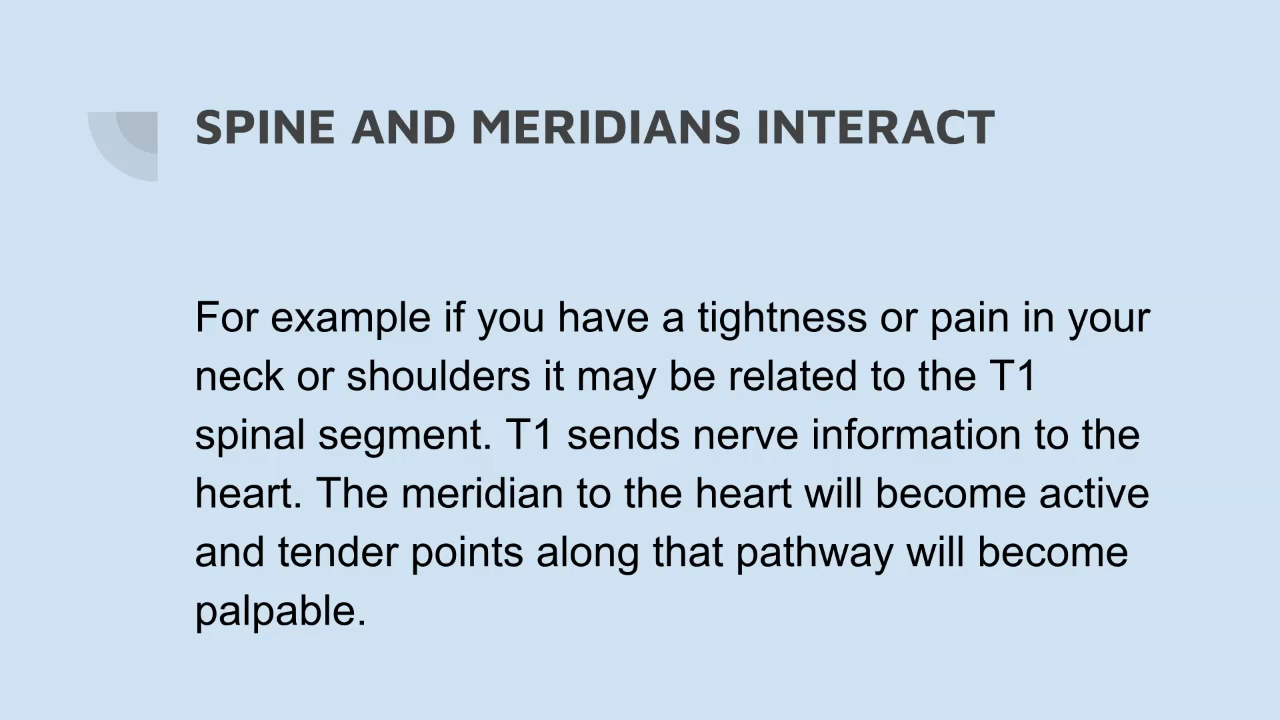 SPINE AND MERIDIANS INTERACT
For example if you have a tightness or pain in your
neck or shoulders it may be related to the T1
spinal segment. T1 sends nerve information to the
heart. The meridian to the heart will become active
and tender points along that pathway will become
palpable.